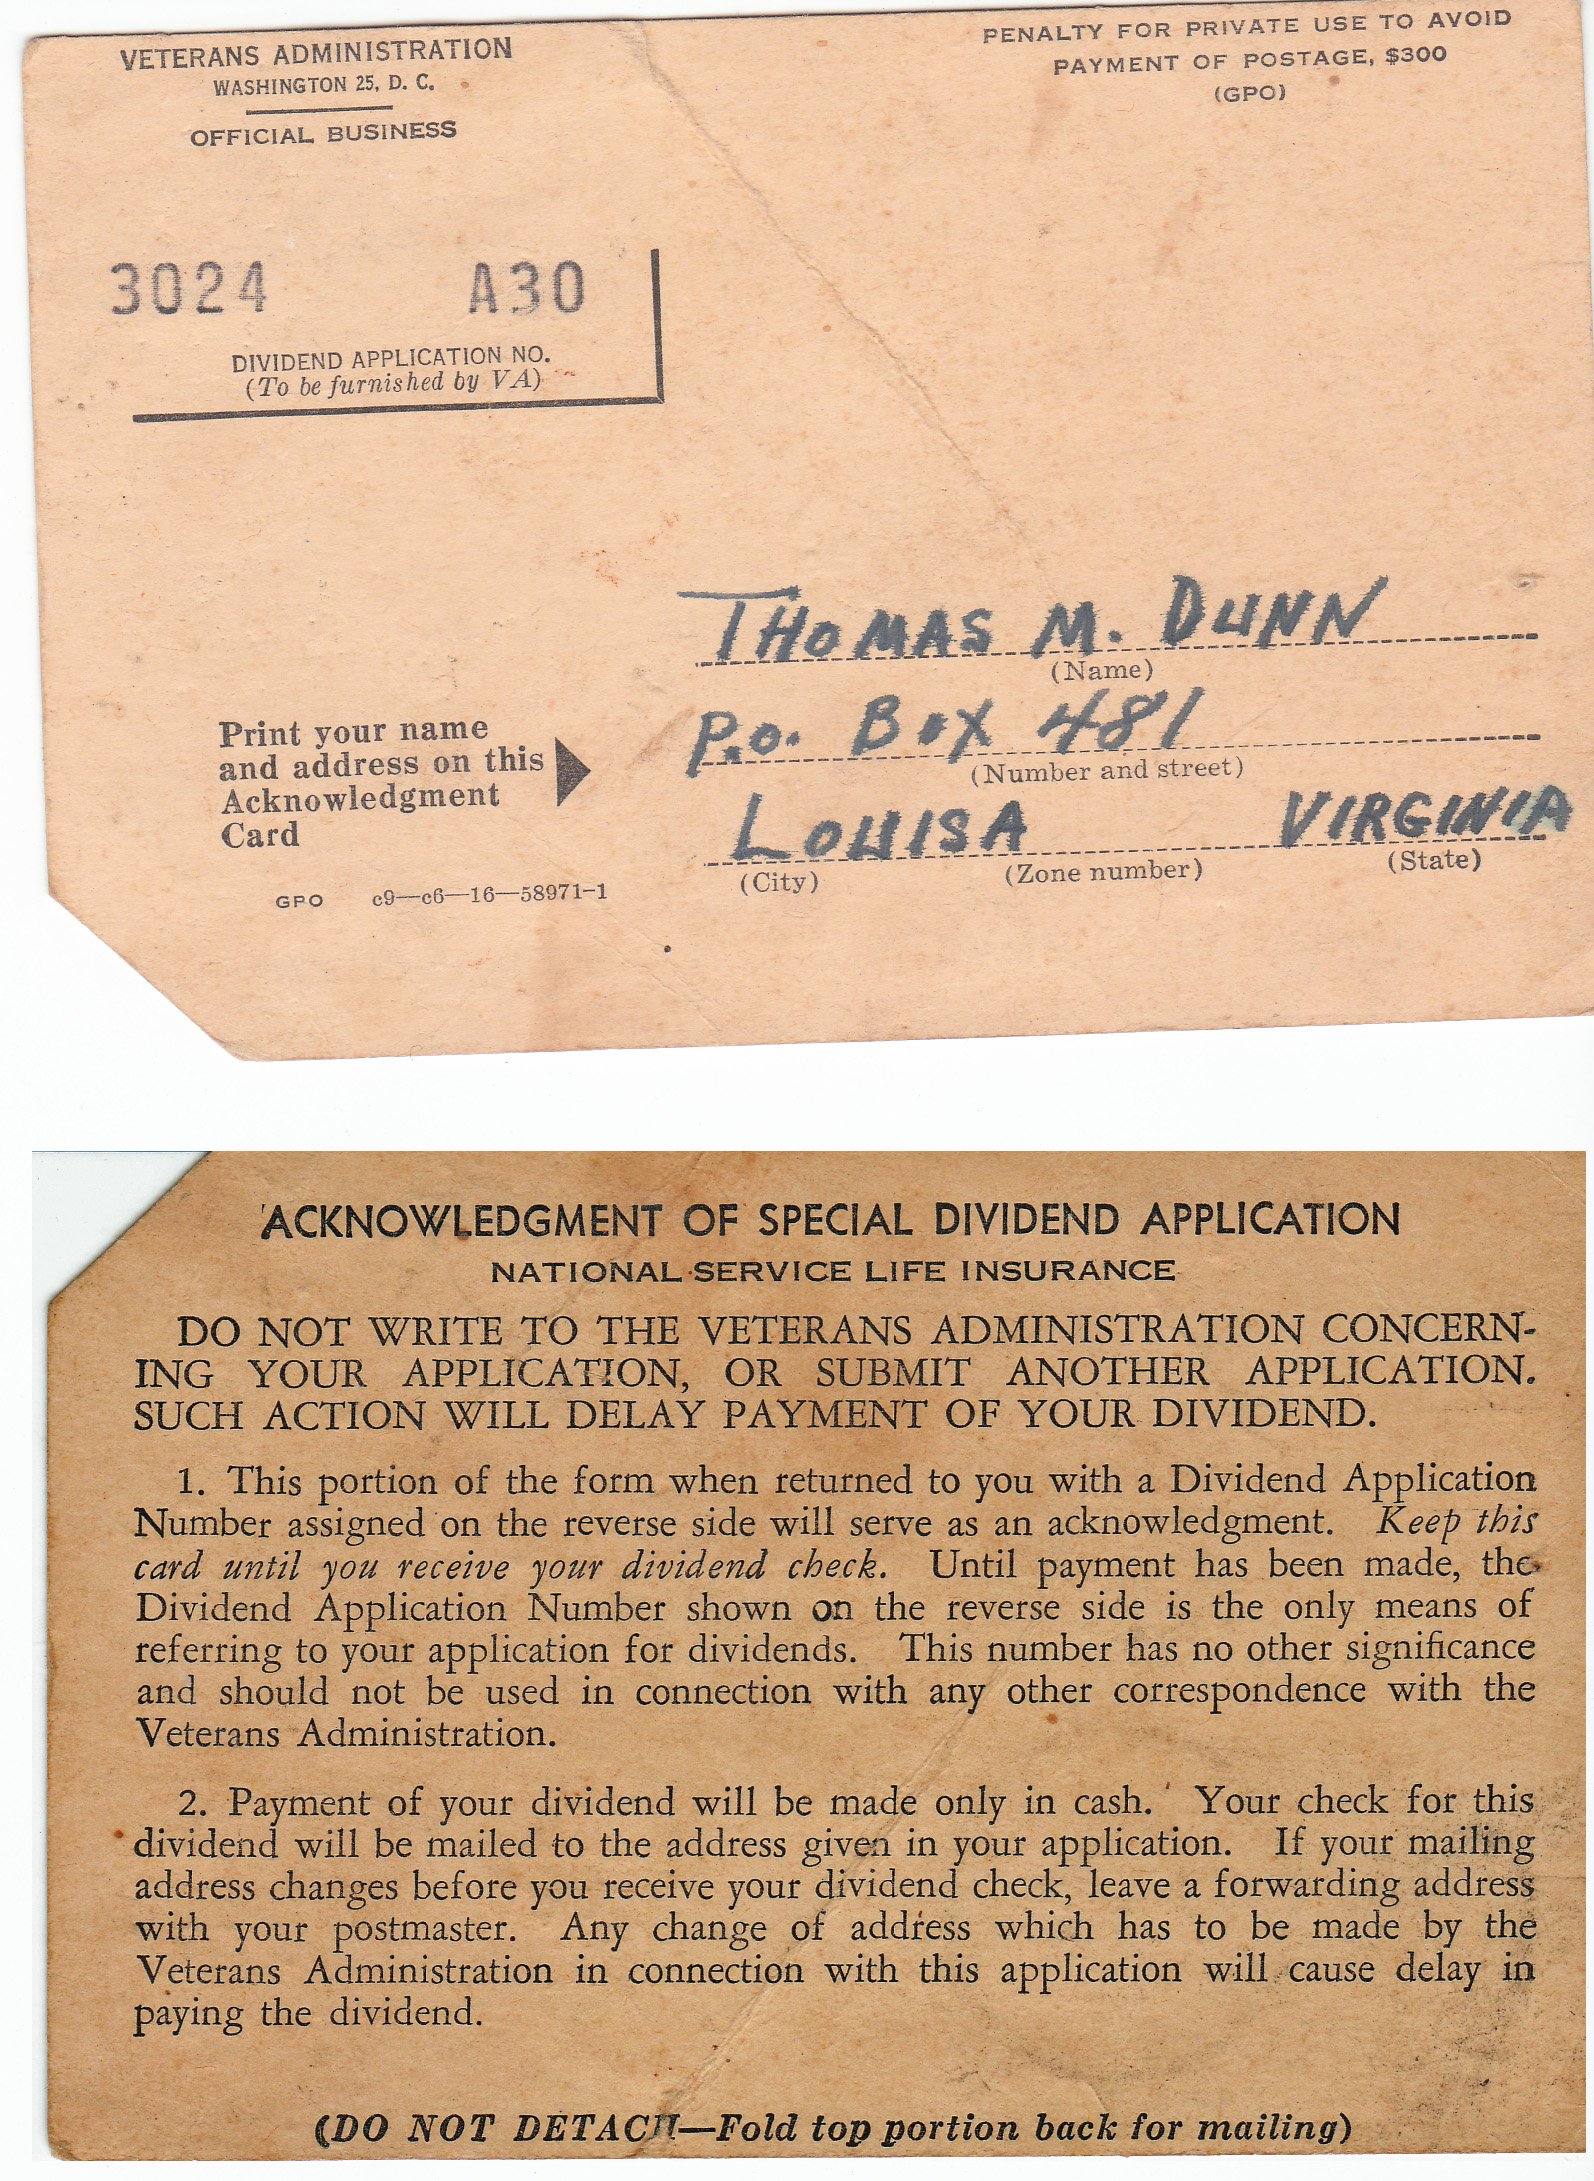 VETERANS ADMINISTRATION
WASHINGTON 25, D. C.
OFFICIAL BUSINESS
PENALTY FOR PRIVATE USE TO AVOID
PAYMENT OF POSTAGE, $300
(GPO)
3024 A30
DIVIDEND APPLICATION NO.
(To be furnished by VA)
THOMAS M. DUNN
(Name)
P.O. BOX 481
(Number and street)
LOUISA VIRGINIA
(City) (Zone number) (State)
Print your name
and address on this
Acknowledgment
Card
GPO c9—c6—16—58971-1
ACKNOWLEDGMENT OF SPECIAL DIVIDEND APPLICATION
NATIONAL SERVICE LIFE INSURANCE
DO NOT WRITE TO THE VETERANS ADMINISTRATION CONCERN-
ING YOUR APPLICATION, OR SUBMIT ANOTHER APPLICATION.
SUCH ACTION WILL DELAY PAYMENT OF YOUR DIVIDEND.
1. This portion of the form when returned to you with a Dividend Application
Number assigned on the reverse side will serve as an acknowledgment. Keep this
card until you receive your dividend check. Until payment has been made, the
Dividend Application Number shown on the reverse side is the only means of
referring to your application for dividends. This number has no other significance
and should not be used in connection with any other correspondence with the
Veterans Administration.
2. Payment of your dividend will be made only in cash. Your check for this
dividend will be mailed to the address given in your application. If your mailing
address changes before you receive your dividend check, leave a forwarding address
with your postmaster. Any change of address which has to be made by the
Veterans Administration in connection with this application will cause delay in
paying the dividend.
(DO NOT DETACH—Fold top portion back for mailing)